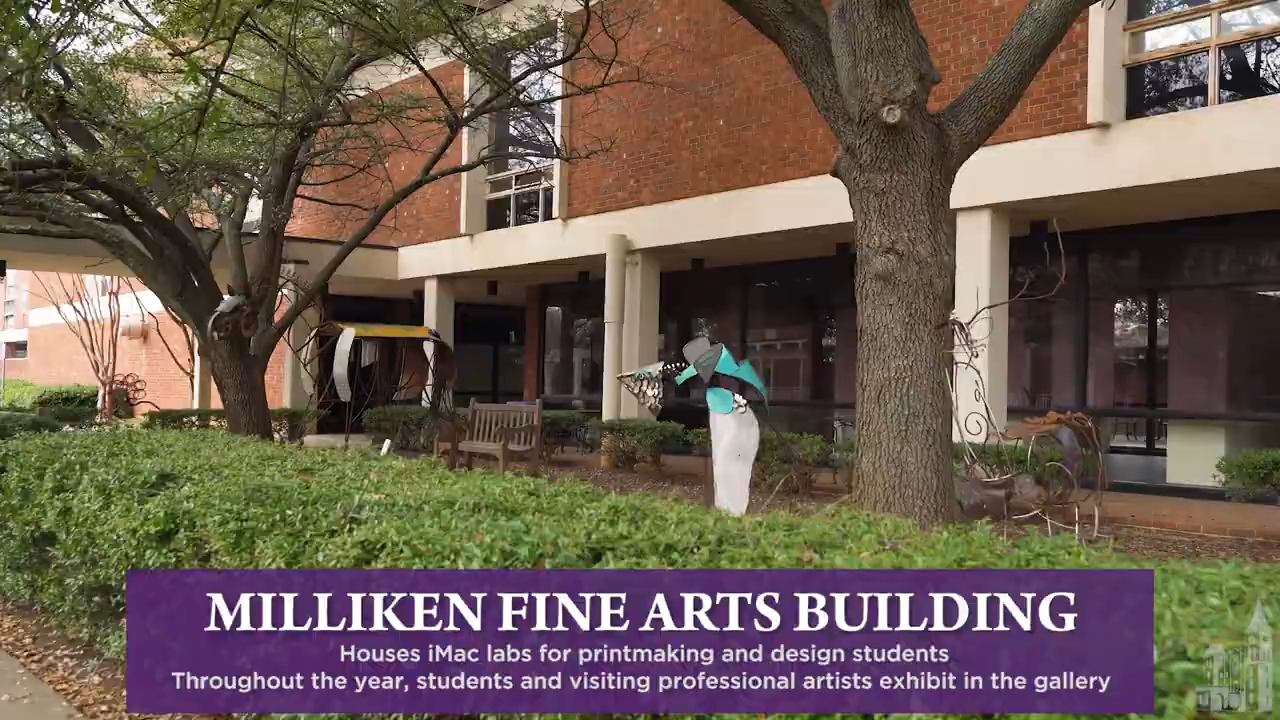 MILLIKEN FINE ARTS BUILDING
Houses iMac labs for printmaking and design students
Throughout the year, students and visiting professional artists exhibit in the gallery